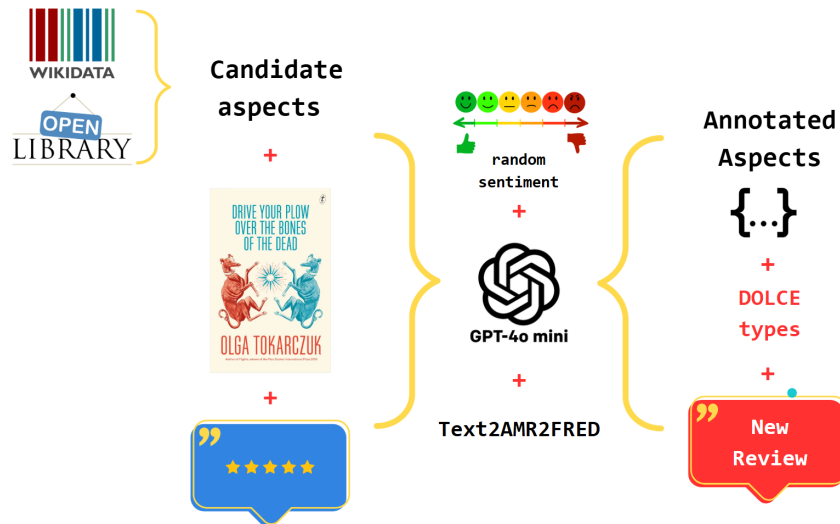 WIKIDATA
OPEN
LIBRARY
Candidate
aspects
+
DRIVE YOUR PLOW
OVER THE BONES
OF THE DEAD
OLGA TOKARCZUK
+
”
random
sentiment
+
GPT-4o mini
+
Text2AMR2FRED
Annotated
Aspects
{...}
+
DOLCE
types
+
”
New
Review